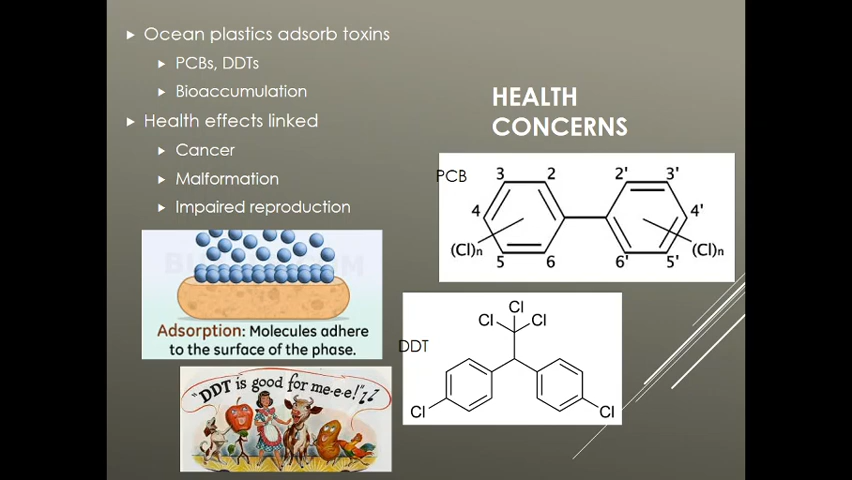 Ocean plastics adsorb toxins
PCBs, DDTs
Bioaccumulation
Health effects linked
Cancer
Malformation
Impaired reproduction
HEALTH
CONCERNS
PCB
3 2 2' 3'
4 4'
(Cl)n (Cl)n
5 6 6' 5'
Adsorption: Molecules adhere
to the surface of the phase.
DDT
Cl
Cl Cl
Cl Cl
"DDT is good for me-e-e!"